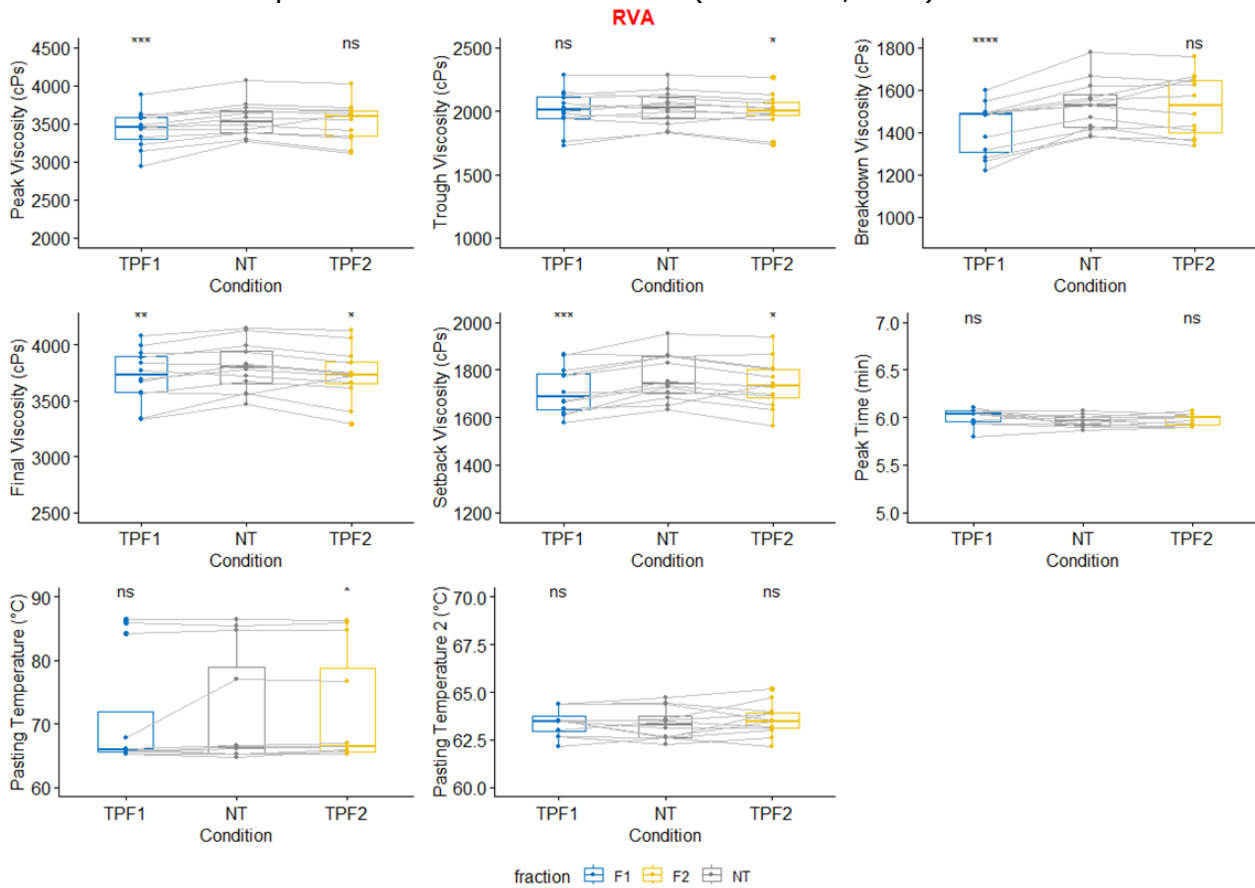 RVA
*** ns
Peak Viscosity (cPs)
4500
4000
3500
3000
2500
2000
TPF1 NT TPF2
Condition
ns *
Trough Viscosity (cPs)
2500
2000
1500
1000
TPF1 NT TPF2
Condition
**** ns
Breakdown Viscosity (cPs)
1800
1600
1400
1200
1000
TPF1 NT TPF2
Condition
** *
Final Viscosity (cPs)
4000
3500
3000
2500
TPF1 NT TPF2
Condition
*** *
Setback Viscosity (cPs)
2000
1800
1600
1400
1200
TPF1 NT TPF2
Condition
ns ns
Peak Time (min)
7.0
6.5
6.0
5.5
5.0
TPF1 NT TPF2
Condition
ns *
Pasting Temperature (°C)
90
80
70
60
TPF1 NT TPF2
Condition
ns ns
Pasting Temperature 2 (°C)
70.0
67.5
65.0
62.5
60.0
TPF1 NT TPF2
Condition
fraction F1 F2 NT